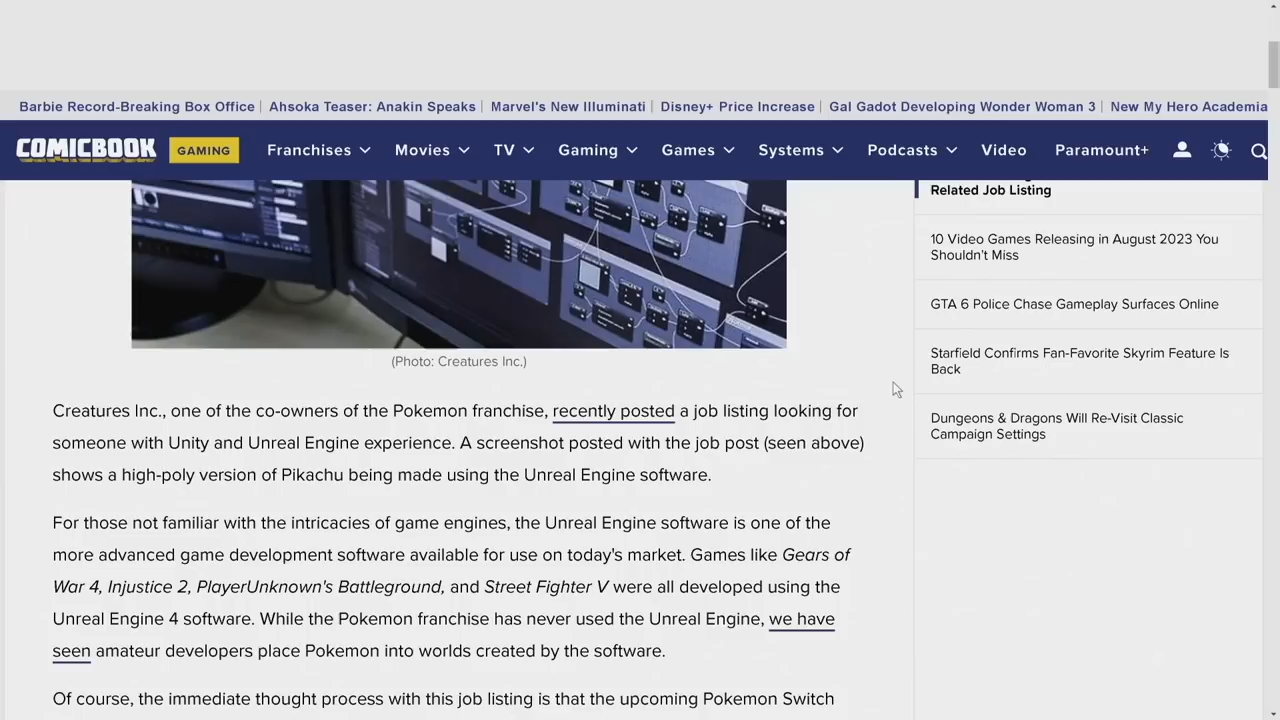 Barbie Record-Breaking Box Office | Ahsoka Teaser: Anakin Speaks | Marvel's New Illuminati | Disney+ Price Increase | Gal Gadot Developing Wonder Woman 3 | New My Hero Academia
COMICBOOK GAMING Franchises Movies TV Gaming Games Systems Podcasts Video Paramount+
Related Job Listing
10 Video Games Releasing in August 2023 You
Shouldn't Miss
GTA 6 Police Chase Gameplay Surfaces Online
Starfield Confirms Fan-Favorite Skyrim Feature Is
Back
Dungeons & Dragons Will Re-Visit Classic
Campaign Settings
(Photo: Creatures Inc.)
Creatures Inc., one of the co-owners of the Pokemon franchise, recently posted a job listing looking for
someone with Unity and Unreal Engine experience. A screenshot posted with the job post (seen above)
shows a high-poly version of Pikachu being made using the Unreal Engine software.
For those not familiar with the intricacies of game engines, the Unreal Engine software is one of the
more advanced game development software available for use on today's market. Games like Gears of
War 4, Injustice 2, PlayerUnknown's Battleground, and Street Fighter V were all developed using the
Unreal Engine 4 software. While the Pokemon franchise has never used the Unreal Engine, we have
seen amateur developers place Pokemon into worlds created by the software.
Of course, the immediate thought process with this job listing is that the upcoming Pokemon Switch